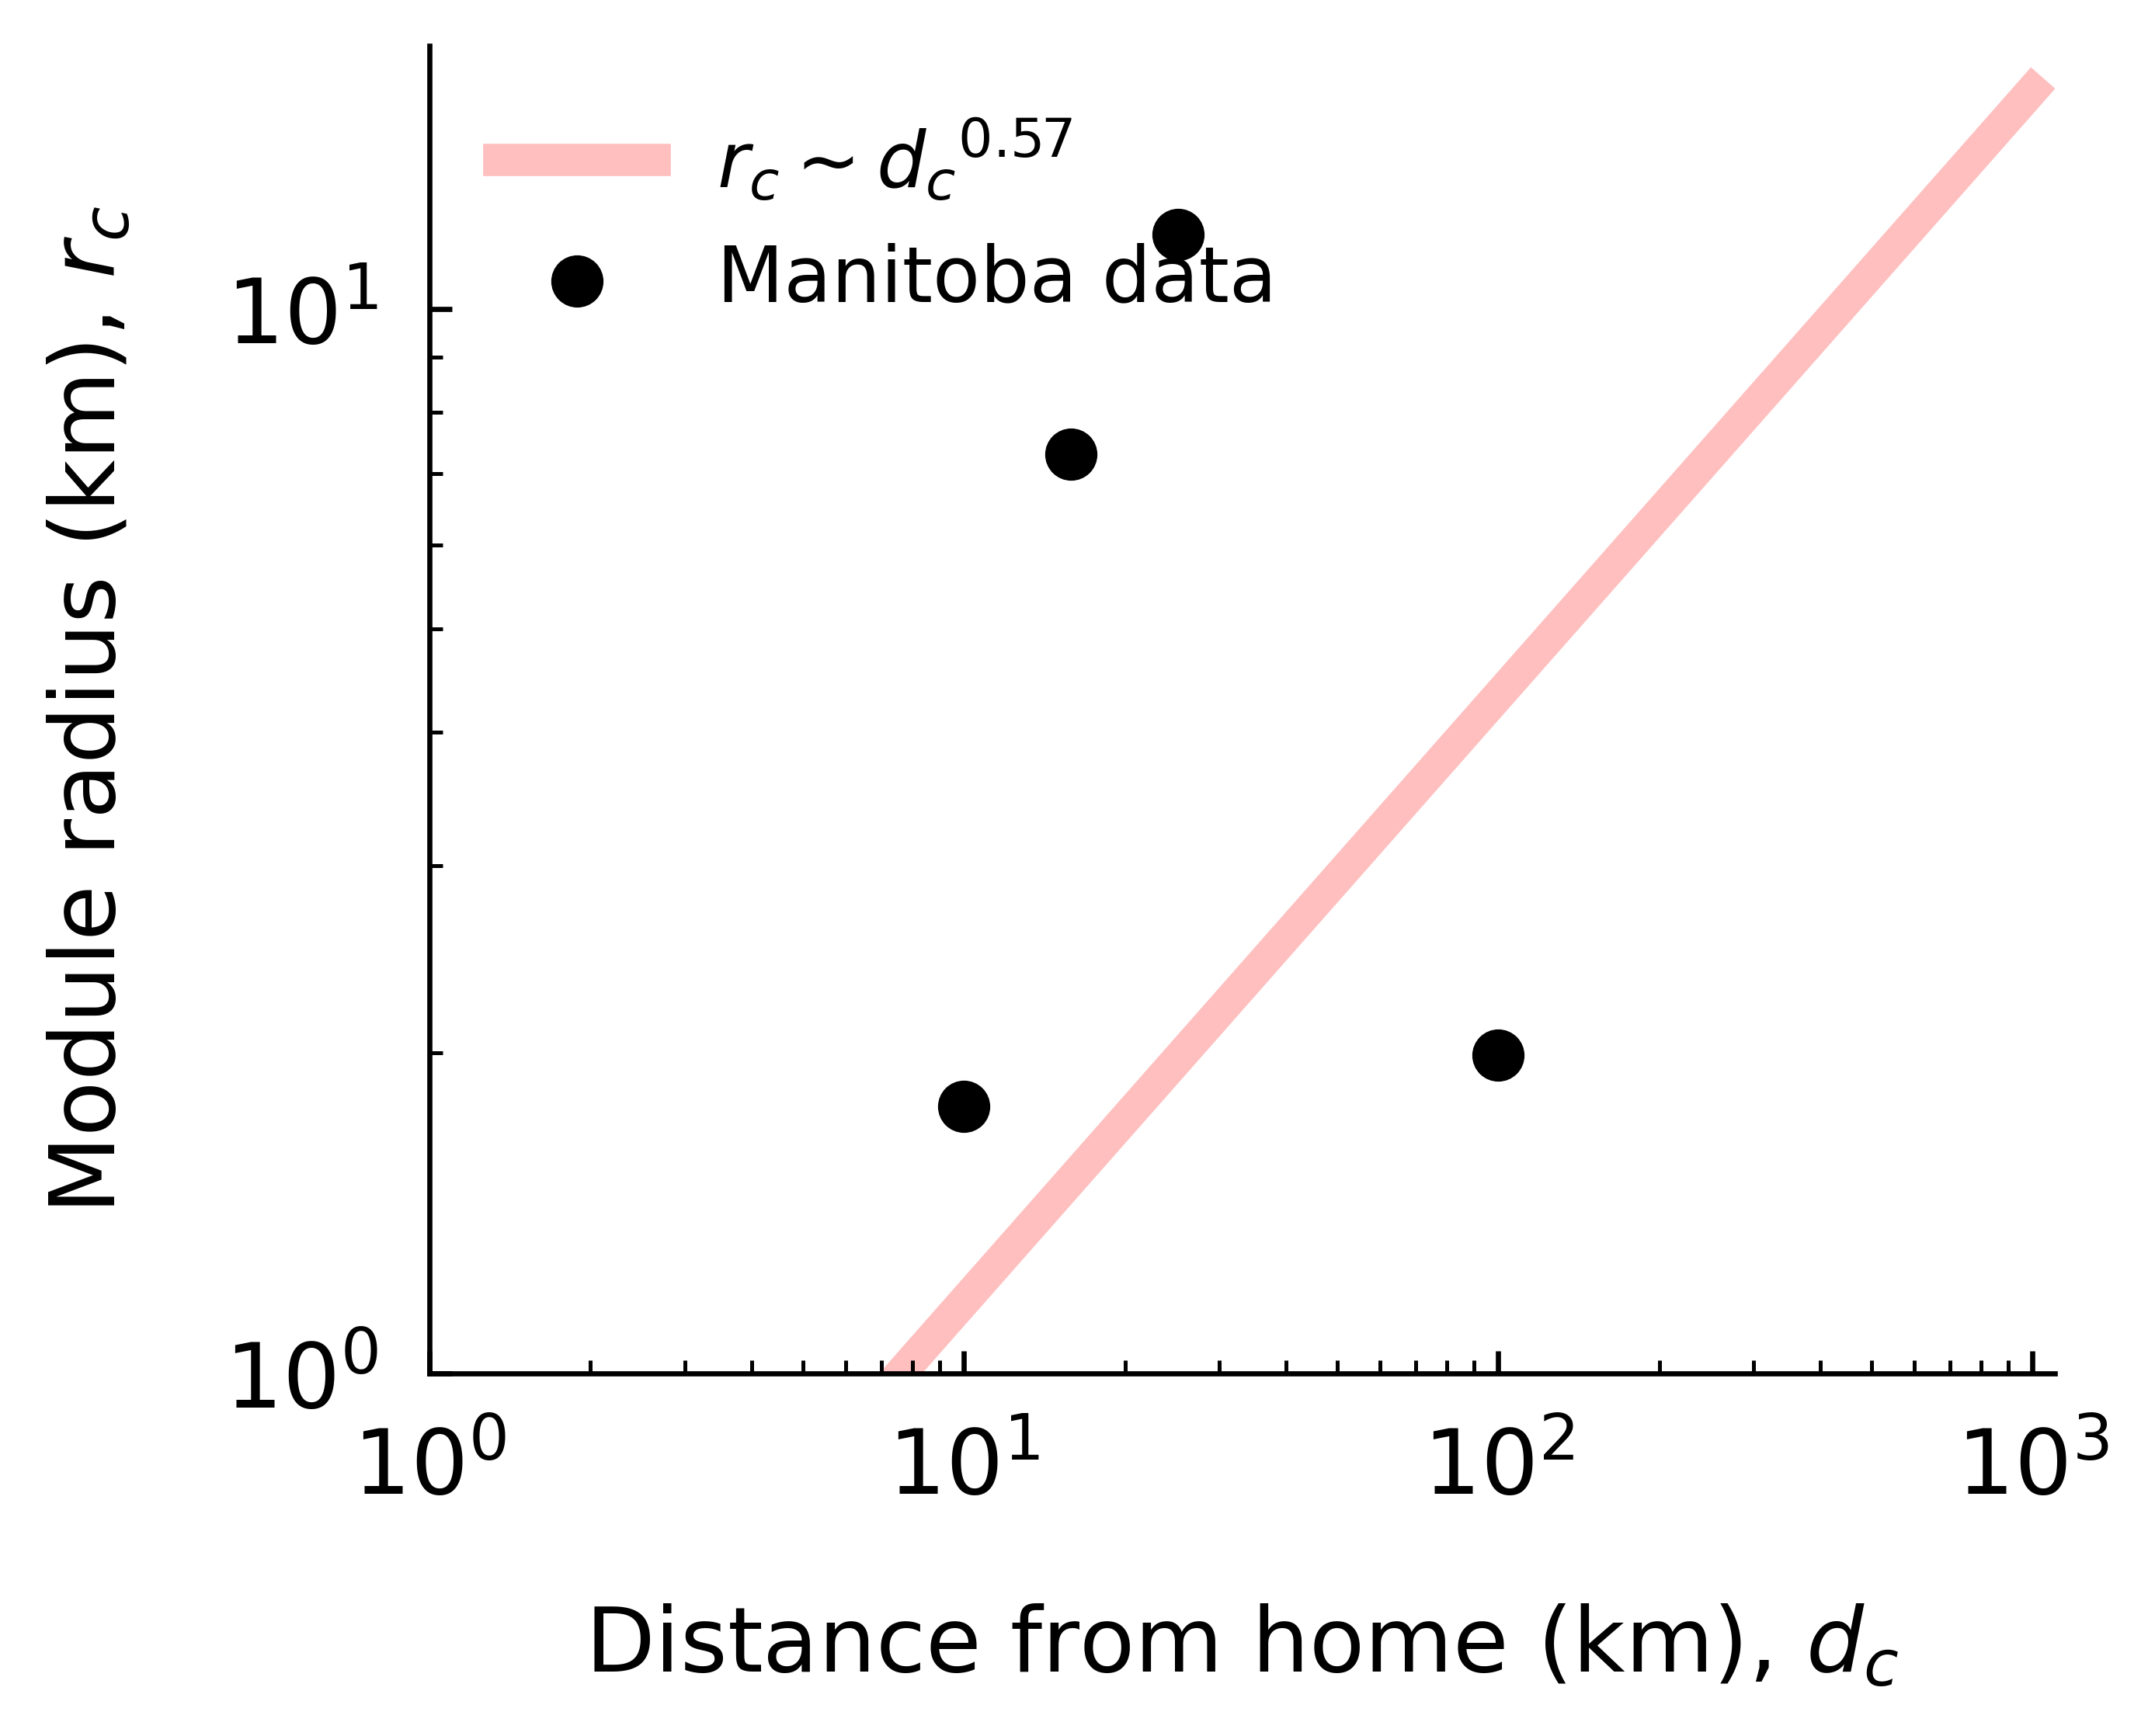 Module radius (km), r_c
r_c ~ d_c^0.57
Manitoba data
10^1
10^0
10^0 10^1 10^2 10^3
Distance from home (km), d_c